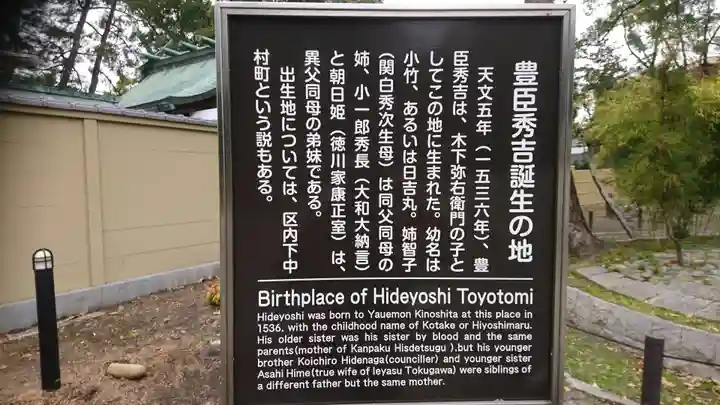 豊臣秀吉誕生の地
天文五年（一五三六年）、豊
臣秀吉は、木下弥右衛門の子と
してこの地に生まれた。幼名は
小竹、あるいは日吉丸。姉智子
（関白秀次生母）は同父同母の
姉、小一郎秀長（大和大納言）
と朝日姫（徳川家康正室）は、
異父同母の弟妹である。
出生地については、区内下中
村町という説もある。
Birthplace of Hideyoshi Toyotomi
Hideyoshi was born to Yauemon Kinoshita at this place in
1536, with the childhood name of Kotake or Hiyoshimaru.
His older sister was his sister by blood and the same
parents(mother of Kanpaku Hisdetsugu ).but his younger
brother Koichiro Hidenaga(counciller) and younger sister
Asahi Hime(true wife of Ieyasu Tokugawa) were siblings of
a different father but the same mother.